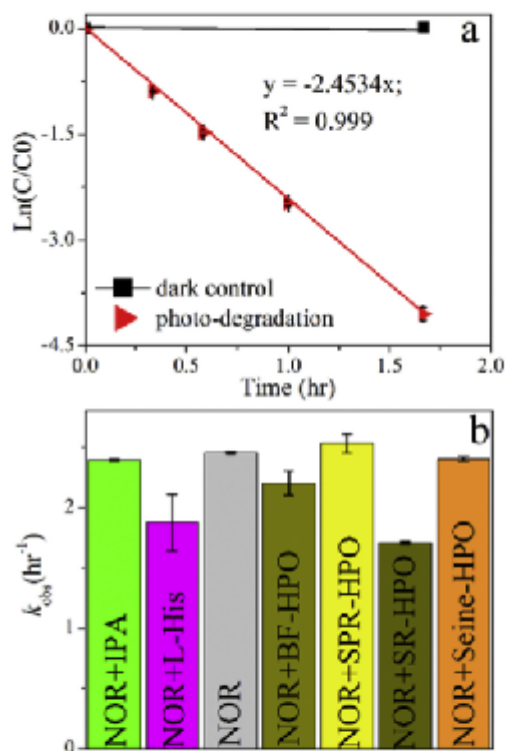 a
0.0
-1.5
-3.0
-4.5
Ln(C/C0)
y = -2.4534x;
R² = 0.999
dark control
photo-degradation
0.0 0.5 1.0 1.5 2.0
Time (hr)
b
2
1
0
k_obs(hr⁻¹)
NOR+IPA
NOR+L-His
NOR
NOR+BF-HPO
NOR+SPR-HPO
NOR+SR-HPO
NOR+Seine-HPO